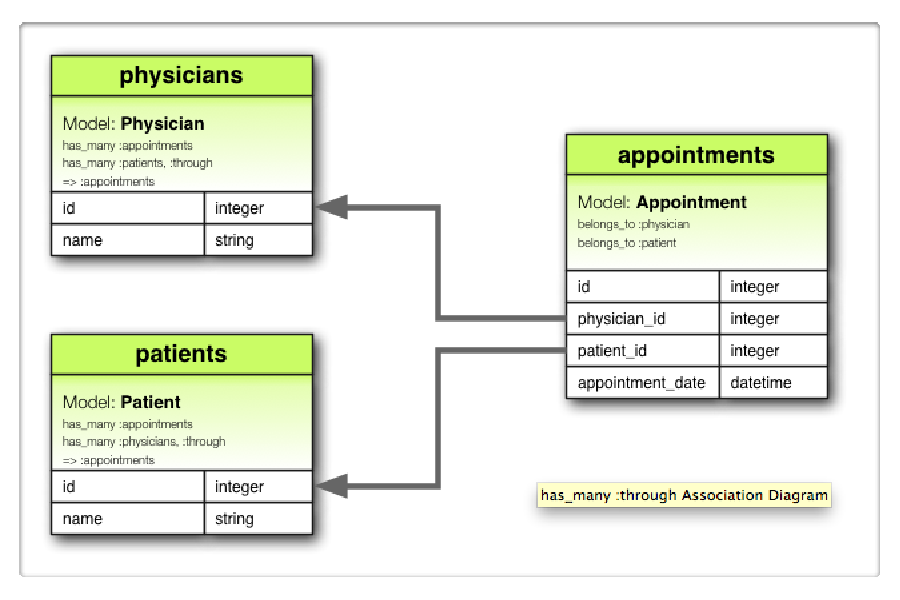 physicians
Model: Physician
has_many :appointments
has_many :patients, :through
=> :appointments
id integer
name string
patients
Model: Patient
has_many :appointments
has_many :physicians, :through
=> :appointments
id integer
name string
appointments
Model: Appointment
belongs_to :physician
belongs_to :patient
id integer
physician_id integer
patient_id integer
appointment_date datetime
has_many :through Association Diagram